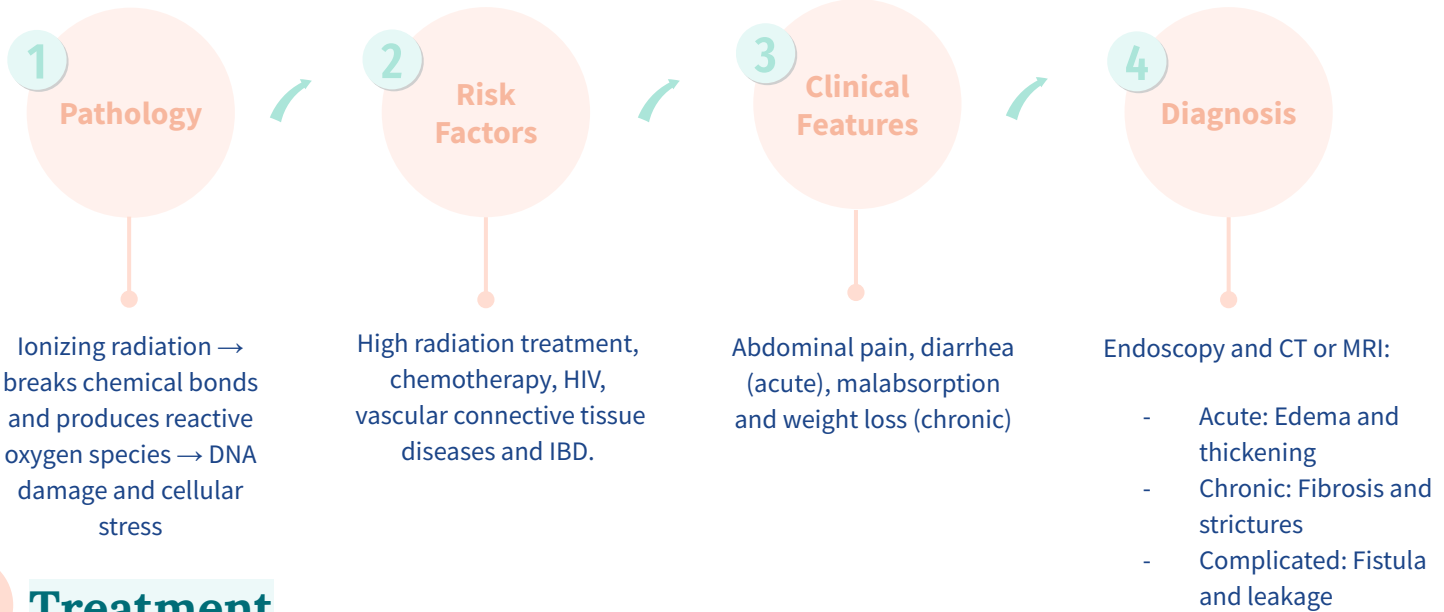 1
Pathology
Ionizing radiation →
breaks chemical bonds
and produces reactive
oxygen species → DNA
damage and cellular
stress
2
Risk
Factors
High radiation treatment,
chemotherapy, HIV,
vascular connective tissue
diseases and IBD.
3
Clinical
Features
Abdominal pain, diarrhea
(acute), malabsorption
and weight loss (chronic)
4
Diagnosis
Endoscopy and CT or MRI:
- Acute: Edema and
thickening
- Chronic: Fibrosis and
strictures
- Complicated: Fistula
and leakage
Treatment